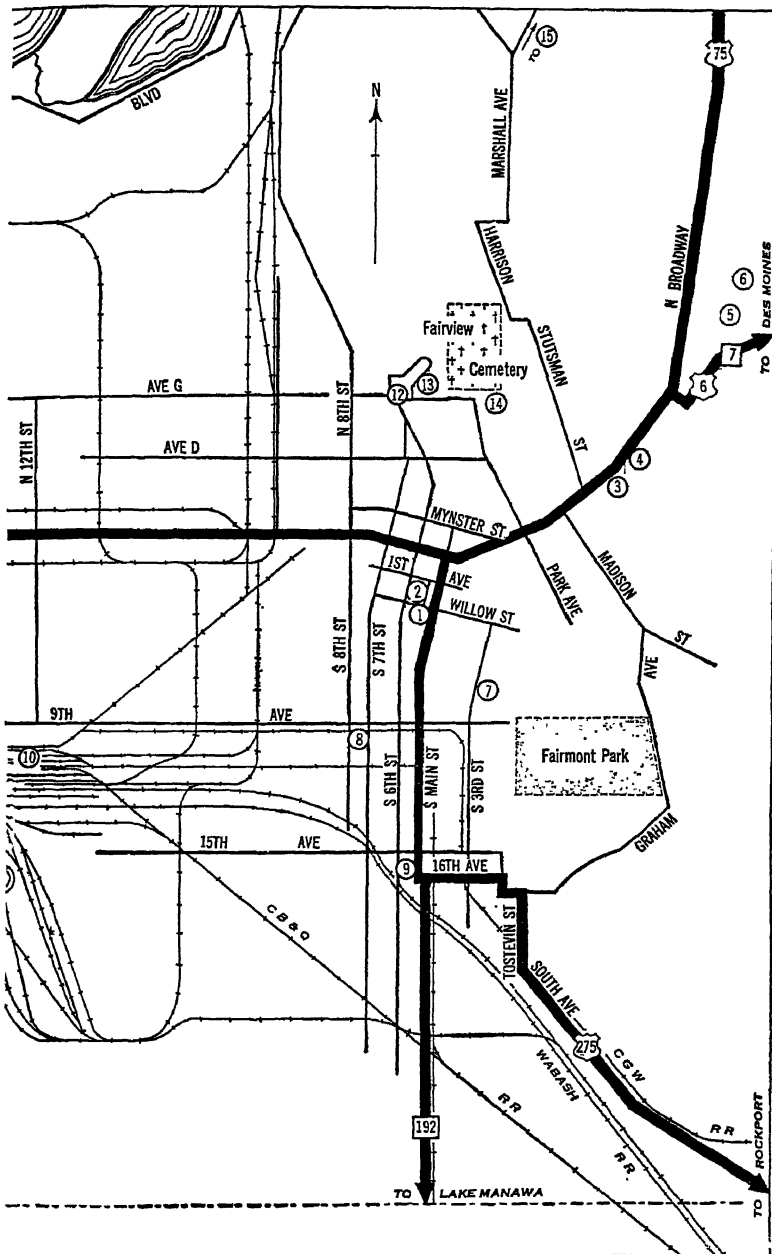 15
TO
75
BLVD
N
MARSHALL AVE
HARRISON
N BROADWAY
6
5
TO DES MOINES
7
6
Fairview
Cemetery
STUTSMAN
ST
13
12
14
AVE G
N 8TH ST
N 12TH ST
AVE D
4
3
MYNSTER ST.
1ST AVE
2
WILLOW ST
1
PARK AVE
MADISON
ST
S 8TH ST
S 7TH ST
AVE
7
9TH AVE
8
10
S 6TH ST
S MAIN ST
S 3RD ST
Fairmont Park
15TH AVE
GRAHAM
9
16TH AVE
CB&Q
TOSTEVIN ST
SOUTH AVE
275
CGW
WABASH
RR
RR
RR
192
TO LAKE MANAWA
TO ROCKPORT